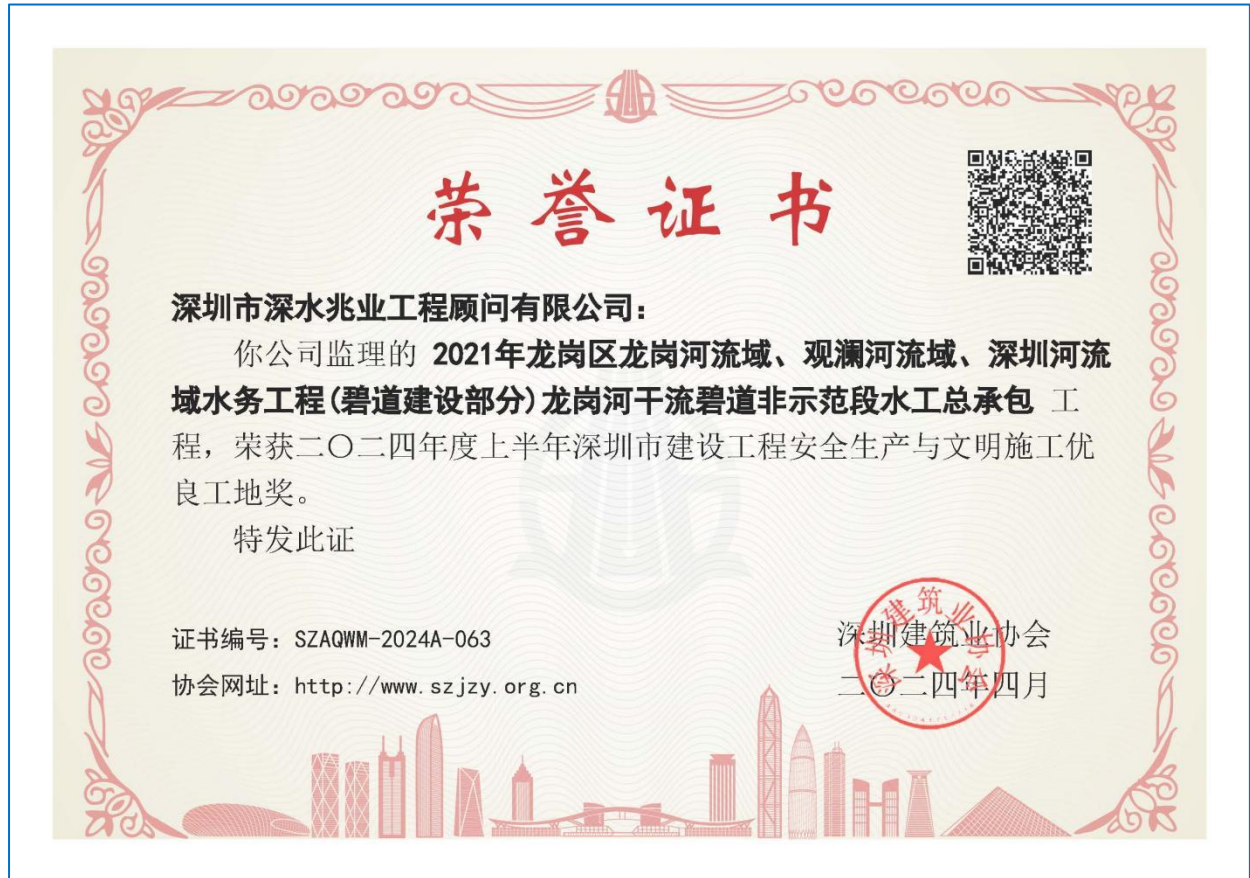 荣誉证书
深圳市深水兆业工程顾问有限公司：
你公司监理的 2021年龙岗区龙岗河流域、观澜河流域、深圳河流
域水务工程(碧道建设部分)龙岗河干流碧道非示范段水工总承包 工
程，荣获二〇二四年度上半年深圳市建设工程安全生产与文明施工优
良工地奖。
特发此证
证书编号：SZAQWM-2024A-063
深圳建筑业协会
协会网址：http://www.szjzy.org.cn
二〇二四年四月
深圳建筑业协会